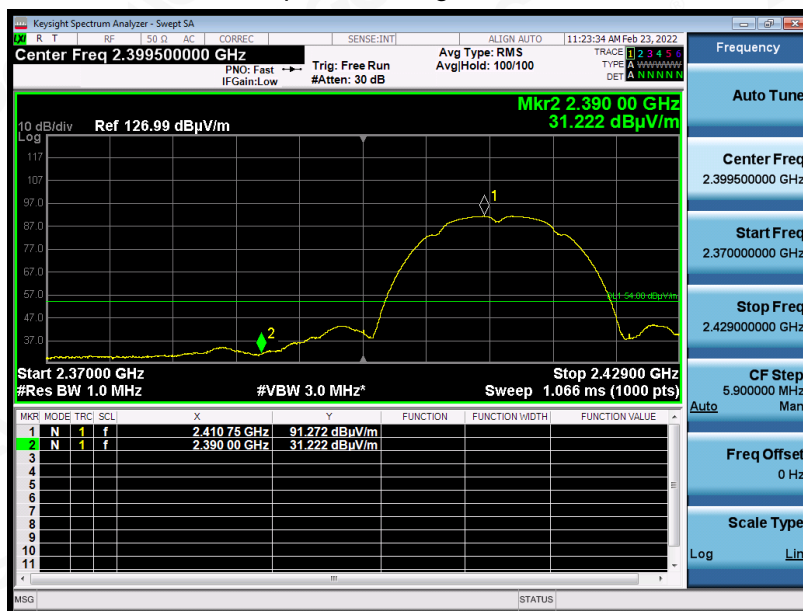 Keysight Spectrum Analyzer - Swept SA
LXI R T RF 50 Ω AC CORREC SENSE:INT ALIGN AUTO 11:23:34 AM Feb 23, 2022
Center Freq 2.399500000 GHz
PNO: Fast
IFGain:Low
Trig: Free Run
#Atten: 30 dB
Avg Type: RMS
Avg|Hold: 100/100
TRACE 1 2 3 4 5 6
TYPE A WWWWW
DET A N N N N N
Mkr2 2.390 00 GHz
31.222 dBµV/m
10 dB/div Ref 126.99 dBµV/m
Log
117
107
97.0
87.0
77.0
67.0
57.0
47.0
37.0
1
2
DL1 54.00 dBµV/m
Start 2.37000 GHz Stop 2.42900 GHz
#Res BW 1.0 MHz #VBW 3.0 MHz* Sweep 1.066 ms (1000 pts)
MKR MODE TRC SCL X Y FUNCTION FUNCTION WIDTH FUNCTION VALUE
1 N 1 f 2.410 75 GHz 91.272 dBµV/m
2 N 1 f 2.390 00 GHz 31.222 dBµV/m
3
4
5
6
7
8
9
10
11
MSG STATUS
Frequency
Auto Tune
Center Freq
2.399500000 GHz
Start Freq
2.370000000 GHz
Stop Freq
2.429000000 GHz
CF Step
5.900000 MHz
Auto Man
Freq Offset
0 Hz
Scale Type
Log Lin